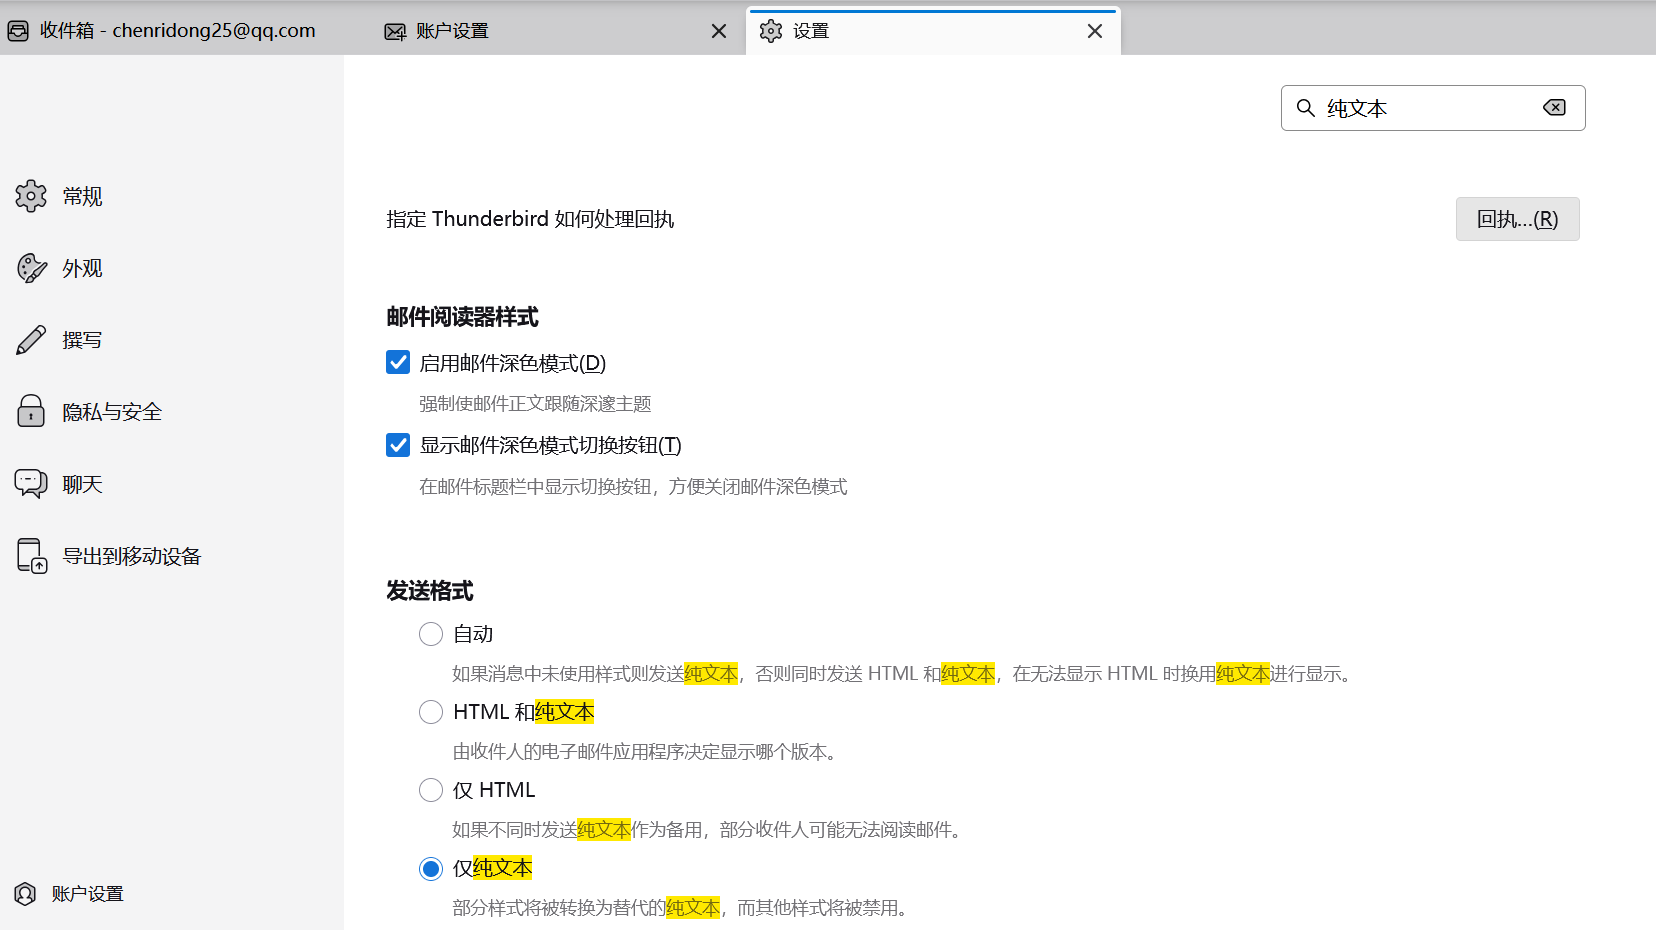 收件箱 - chenridong25@qq.com
账户设置
设置
纯文本
常规
外观
撰写
隐私与安全
聊天
导出到移动设备
账户设置
指定 Thunderbird 如何处理回执
回执...(R)
邮件阅读器样式
启用邮件深色模式(D)
强制使邮件正文跟随深邃主题
显示邮件深色模式切换按钮(T)
在邮件标题栏中显示切换按钮，方便关闭邮件深色模式
发送格式
自动
如果消息中未使用样式则发送纯文本，否则同时发送 HTML 和纯文本，在无法显示 HTML 时换用纯文本进行显示。
HTML 和纯文本
由收件人的电子邮件应用程序决定显示哪个版本。
仅 HTML
如果不同时发送纯文本作为备用，部分收件人可能无法阅读邮件。
仅纯文本
部分样式将被转换为替代的纯文本，而其他样式将被禁用。